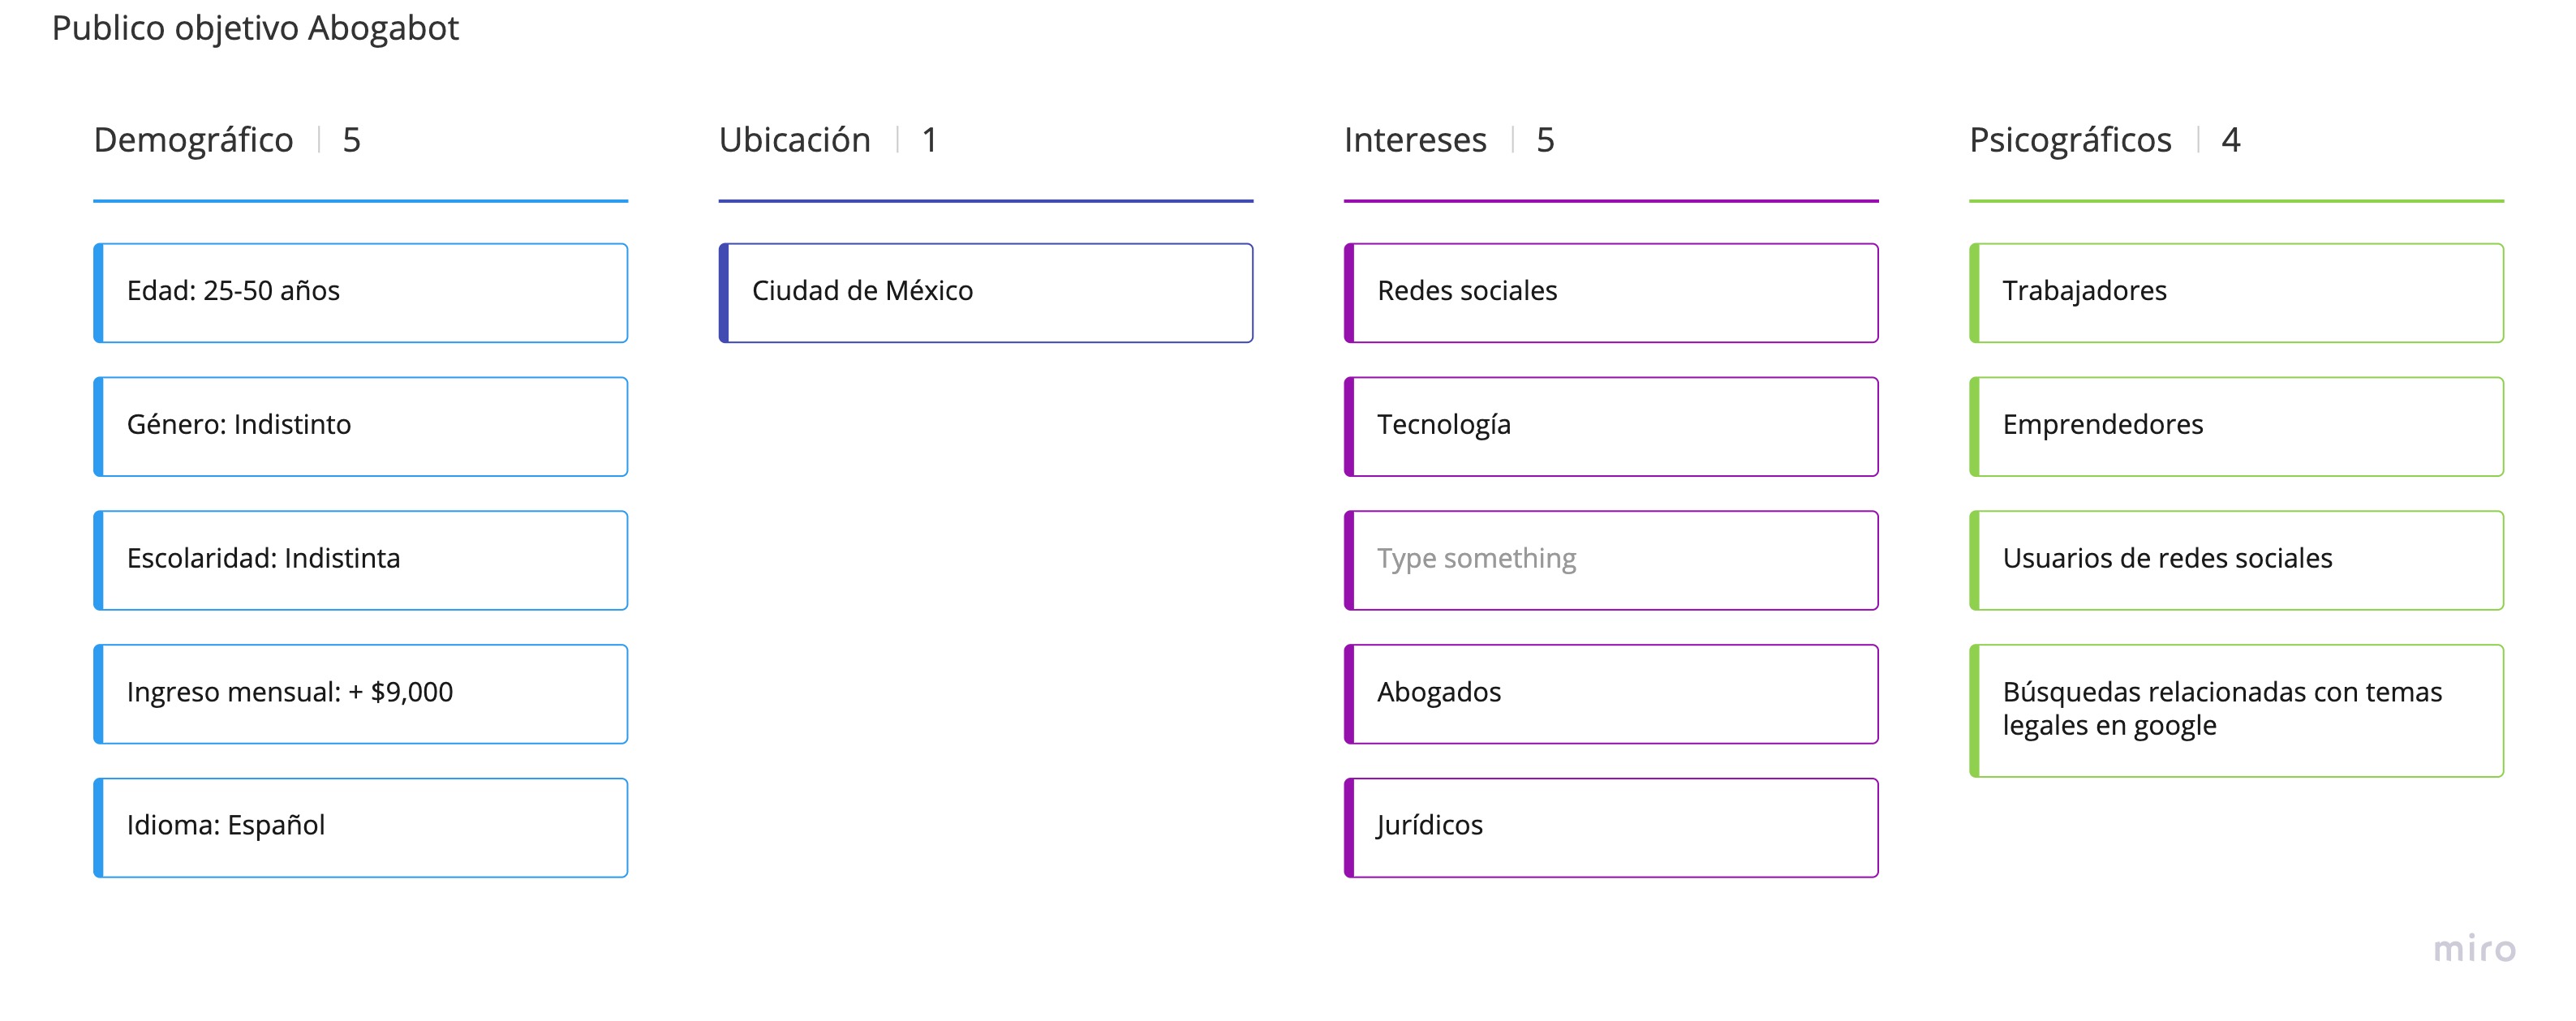 Publico objetivo Abogabot
Demográfico | 5
Edad: 25-50 años
Género: Indistinto
Escolaridad: Indistinta
Ingreso mensual: + $9,000
Idioma: Español
Ubicación | 1
Ciudad de México
Intereses | 5
Redes sociales
Tecnología
Type something
Abogados
Jurídicos
Psicográficos | 4
Trabajadores
Emprendedores
Usuarios de redes sociales
Búsquedas relacionadas con temas
legales en google
miro